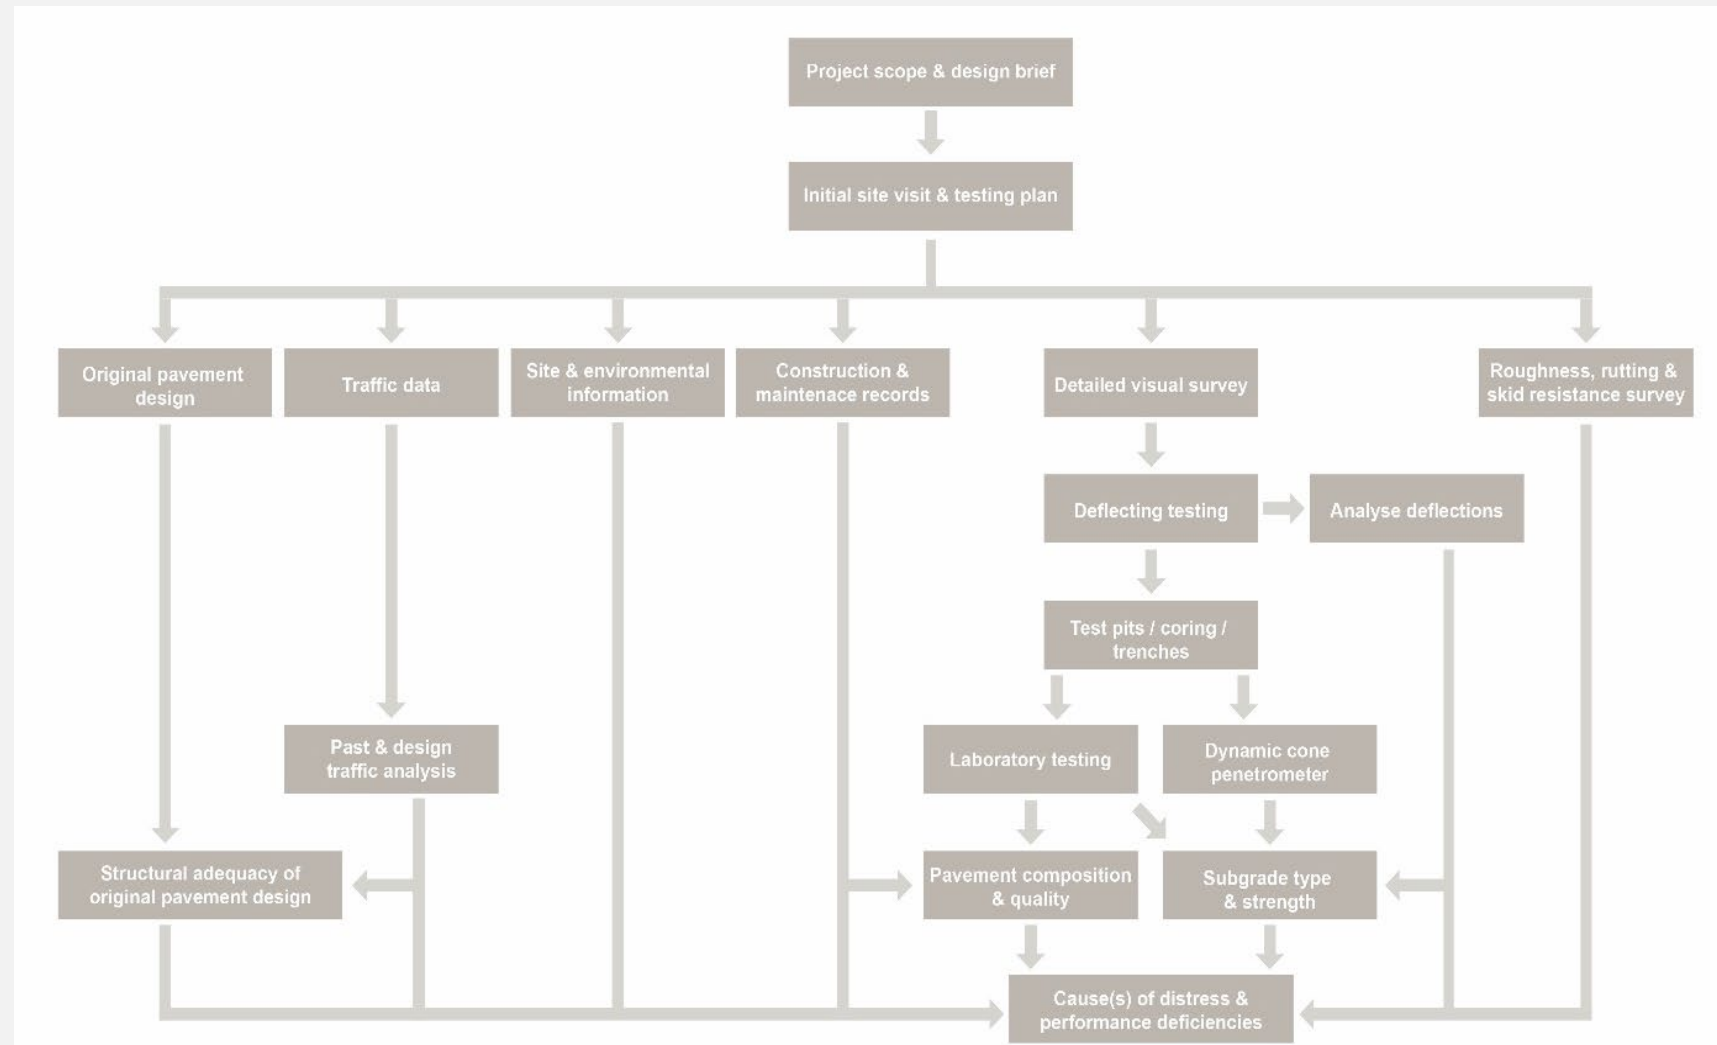 Project scope & design brief
Initial site visit & testing plan
Original pavement
design
Traffic data
Site & environmental
information
Construction &
maintenace records
Detailed visual survey
Roughness, rutting &
skid resistance survey
Deflecting testing
Analyse deflections
Test pits / coring /
trenches
Past & design
traffic analysis
Laboratory testing
Dynamic cone
penetrometer
Structural adequacy of
original pavement design
Pavement composition
& quality
Subgrade type
& strength
Cause(s) of distress &
performance deficiencies